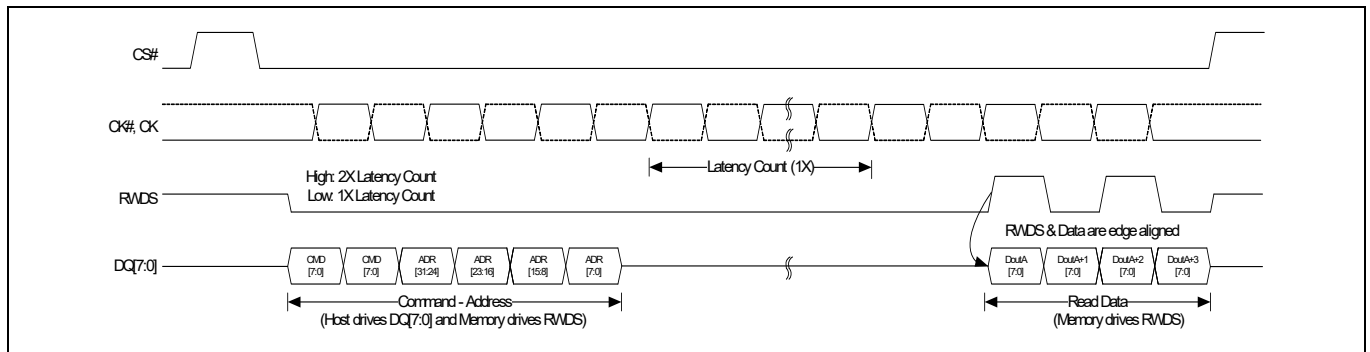 CS#
CK#, CK
Latency Count (1X)
High: 2X Latency Count
Low: 1X Latency Count
RWDS
RWDS & Data are edge aligned
DQ[7:0]
CMD
[7:0]
CMD
[7:0]
ADR
[31:24]
ADR
[23:16]
ADR
[15:8]
ADR
[7:0]
DoutA
[7:0]
DoutA+1
[7:0]
DoutA+2
[7:0]
DoutA+3
[7:0]
Command - Address
(Host drives DQ[7:0] and Memory drives RWDS)
Read Data
(Memory drives RWDS)